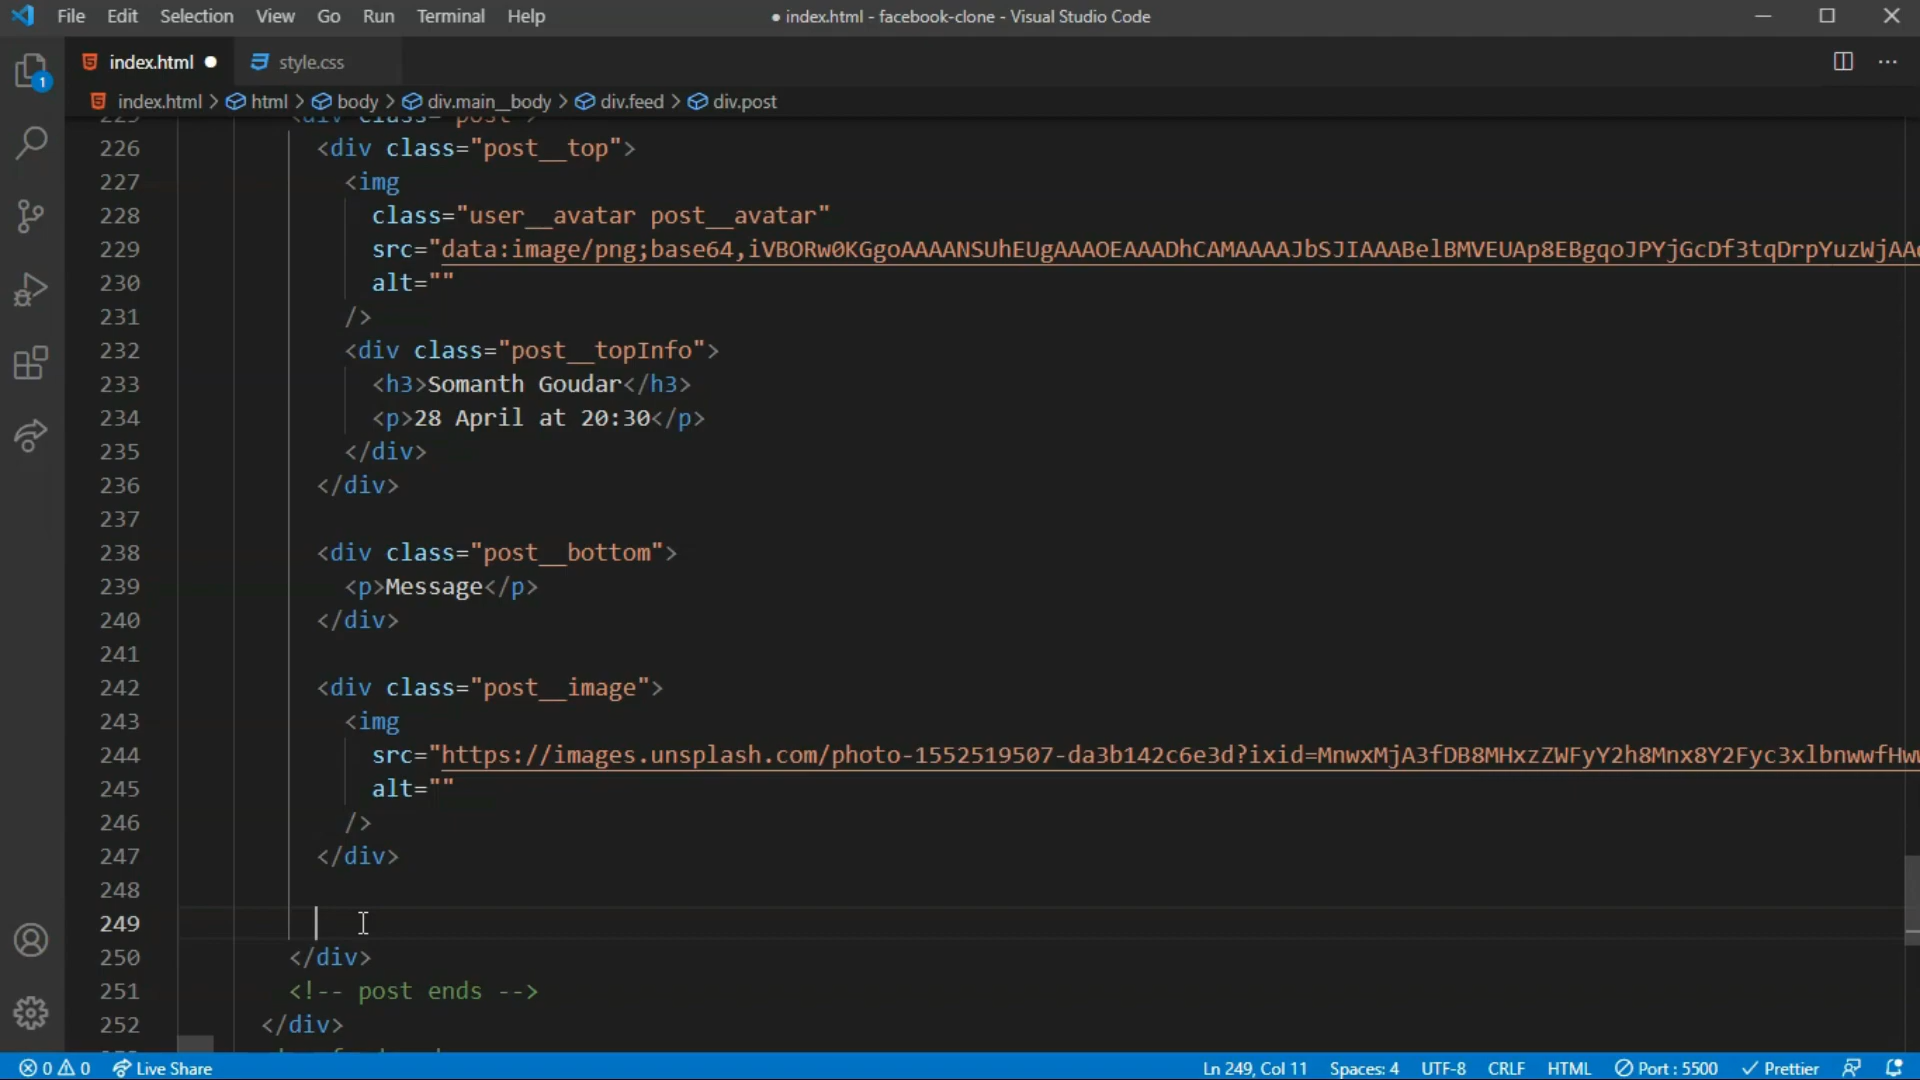 File Edit Selection View Go Run Terminal Help ● index.html - facebook-clone - Visual Studio Code
index.html ● style.css
index.html > html > body > div.main__body > div.feed > div.post
225 <div class="post">
226 <div class="post__top">
227 <img
228 class="user__avatar post__avatar"
229 src="data:image/png;base64,iVBORw0KGgoAAAANSUhEUgAAAOEAAADhCAMAAAAJbSJIAAABelBMVEUAp8EBgqoJPYjGcDf3tqDrpYuzWjAA
230 alt=""
231 />
232 <div class="post__topInfo">
233 <h3>Somanth Goudar</h3>
234 <p>28 April at 20:30</p>
235 </div>
236 </div>
237
238 <div class="post__bottom">
239 <p>Message</p>
240 </div>
241
242 <div class="post__image">
243 <img
244 src="https://images.unsplash.com/photo-1552519507-da3b142c6e3d?ixid=MnwxMjA3fDB8MHxzZWFyY2h8Mnx8Y2Fyc3xlbnwwfHw
245 alt=""
246 />
247 </div>
248
249
250 </div>
251 <!-- post ends -->
252 </div>
1
0 0 Live Share Ln 249, Col 11 Spaces: 4 UTF-8 CRLF HTML Port : 5500 Prettier